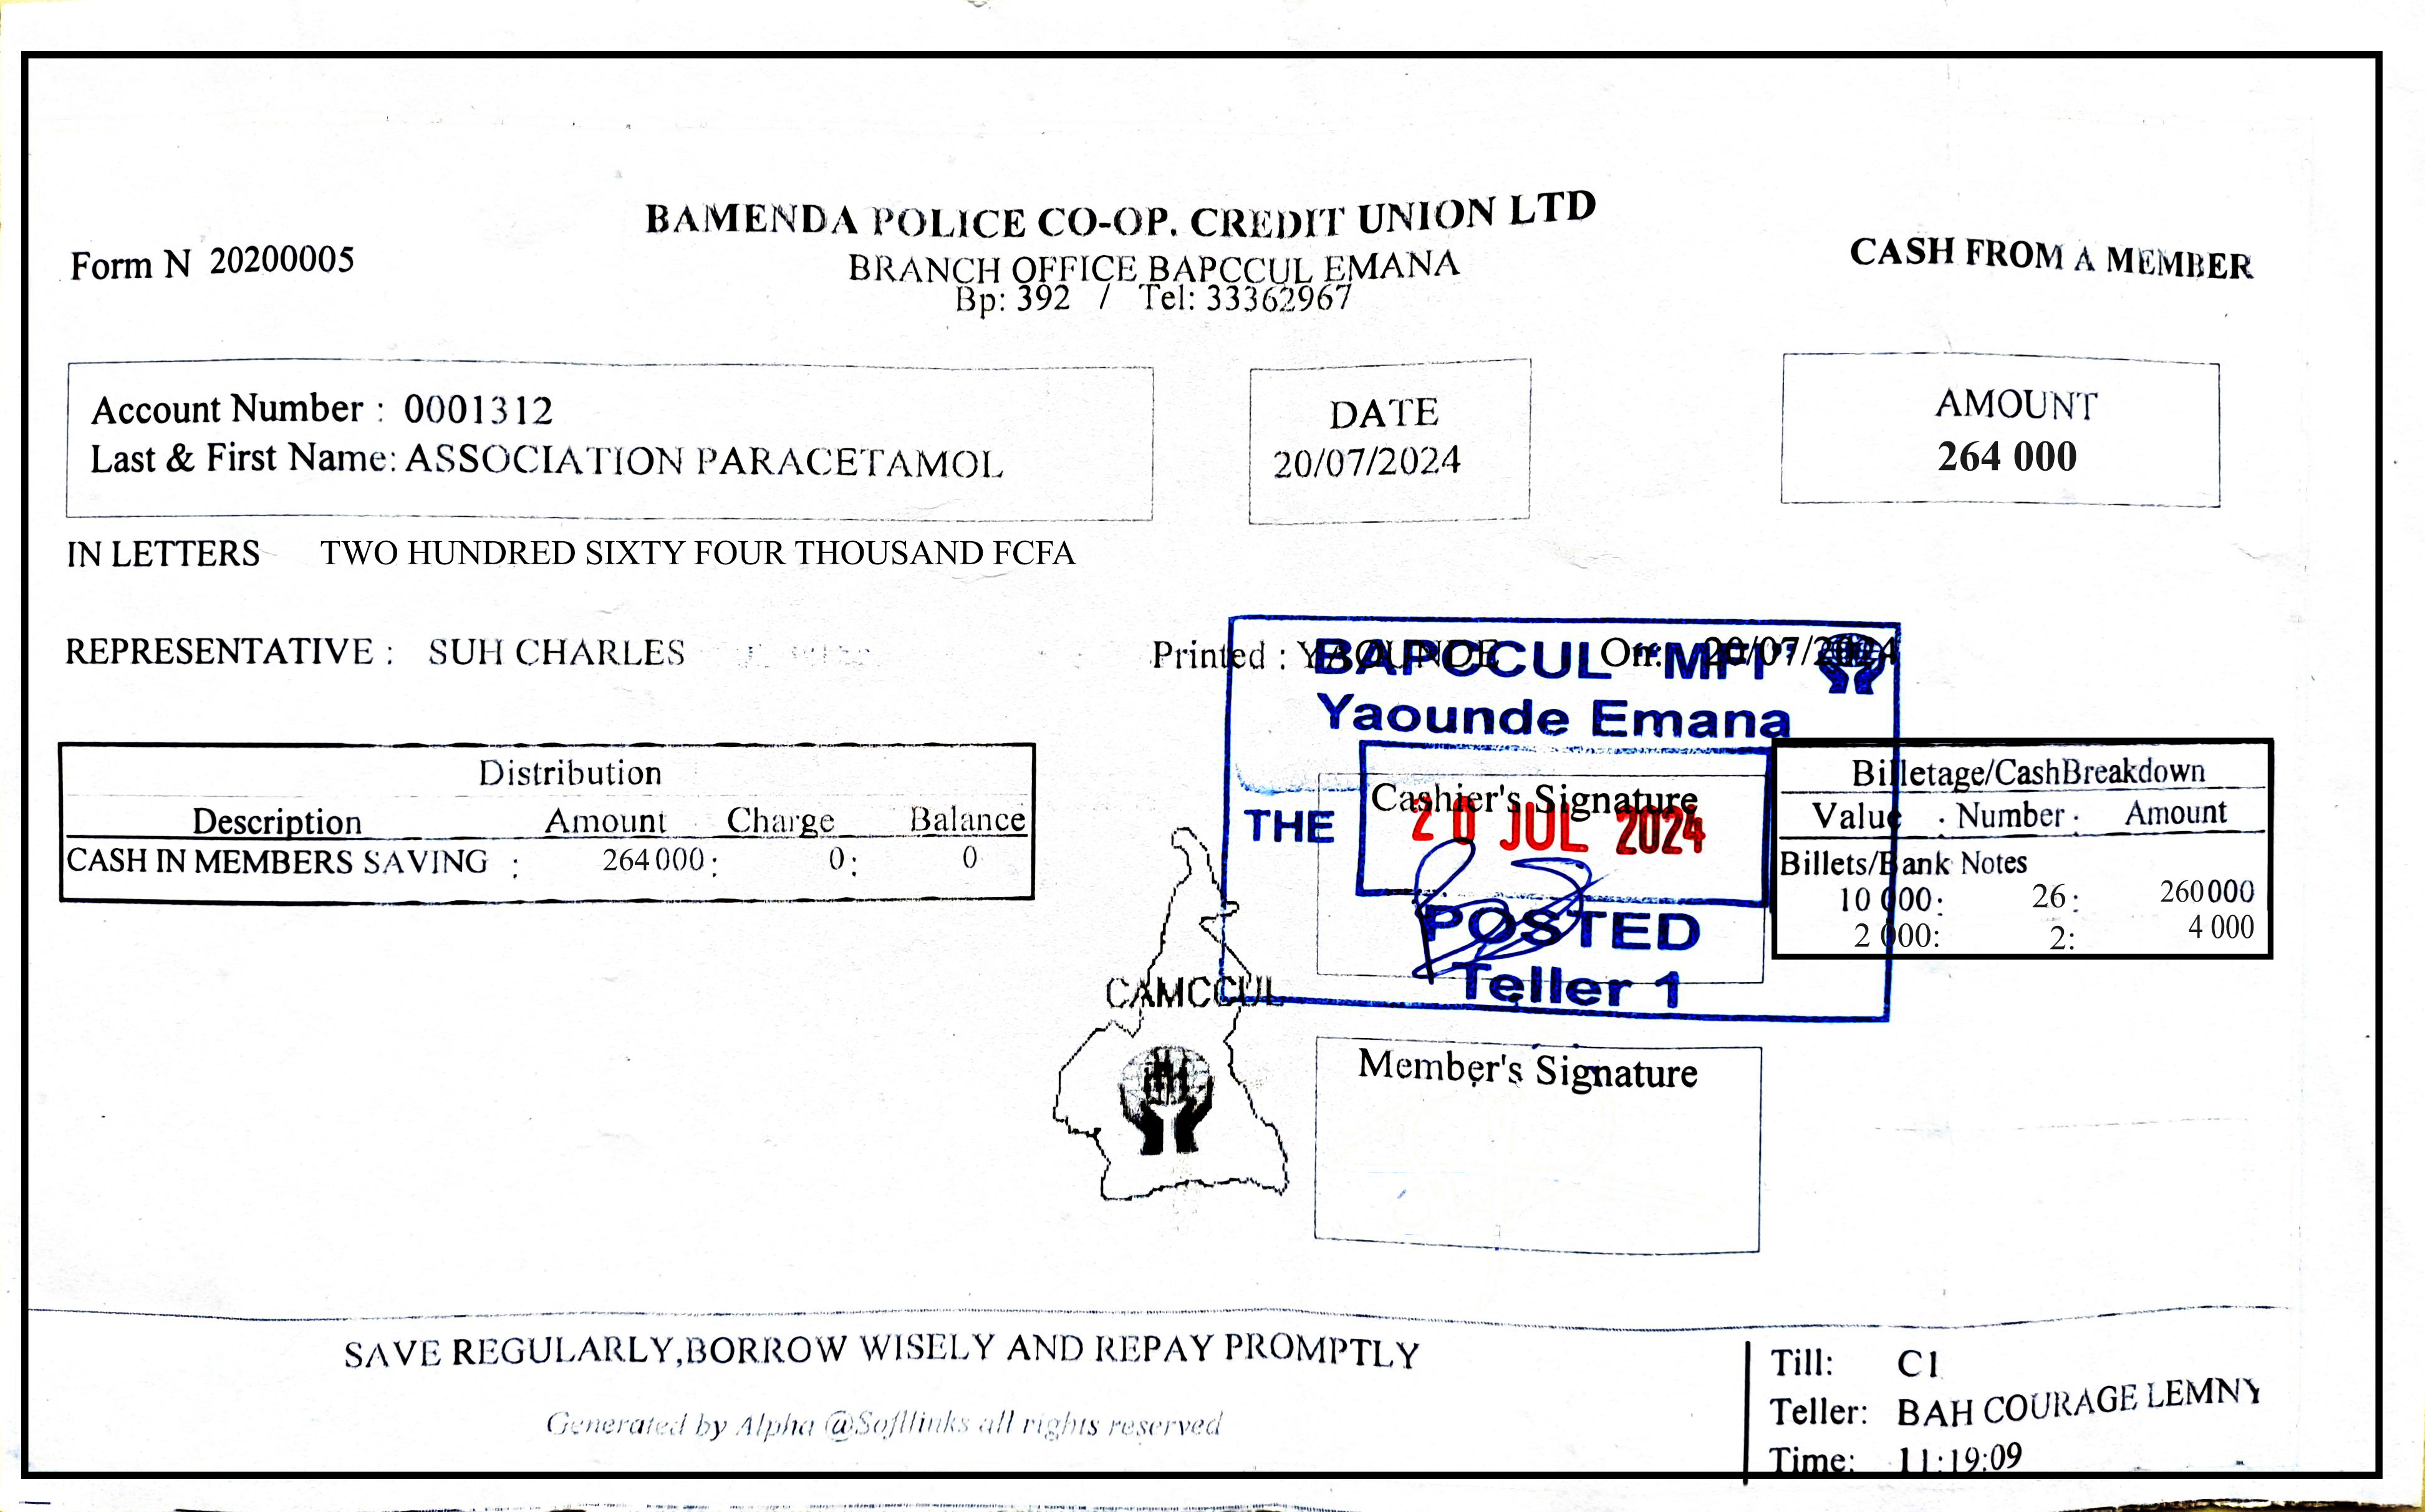 BAMENDA POLICE CO-OP. CREDIT UNION LTD
Form N 20200005
BRANCH OFFICE BAPCCUL EMANA
CASH FROM A MEMBER
Bp: 392 / Tel: 33362967
Account Number : 0001312
Last & First Name: ASSOCIATION PARACETAMOL
DATE
20/07/2024
AMOUNT
264 000
IN LETTERS TWO HUNDRED SIXTY FOUR THOUSAND FCFA
REPRESENTATIVE : SUH CHARLES
Printed : YAOUNDE On: 20/07/2024
BAPCCUL "MPI"
Yaounde Emana
THE
20 JUL 2024
POSTED
Teller 1
Distribution
Description Amount Charge Balance
CASH IN MEMBERS SAVING : 264 000 : 0 : 0
Cashier's Signature
Billetage/CashBreakdown
Value Number Amount
Billets/Bank Notes
10 000: 26: 260000
2 000: 2: 4 000
CAMCCUL
Member's Signature
SAVE REGULARLY,BORROW WISELY AND REPAY PROMPTLY
Generated by Alpha @Softlinks all rights reserved
Till: C1
Teller: BAH COURAGE LEMNY
Time: 11:19:09